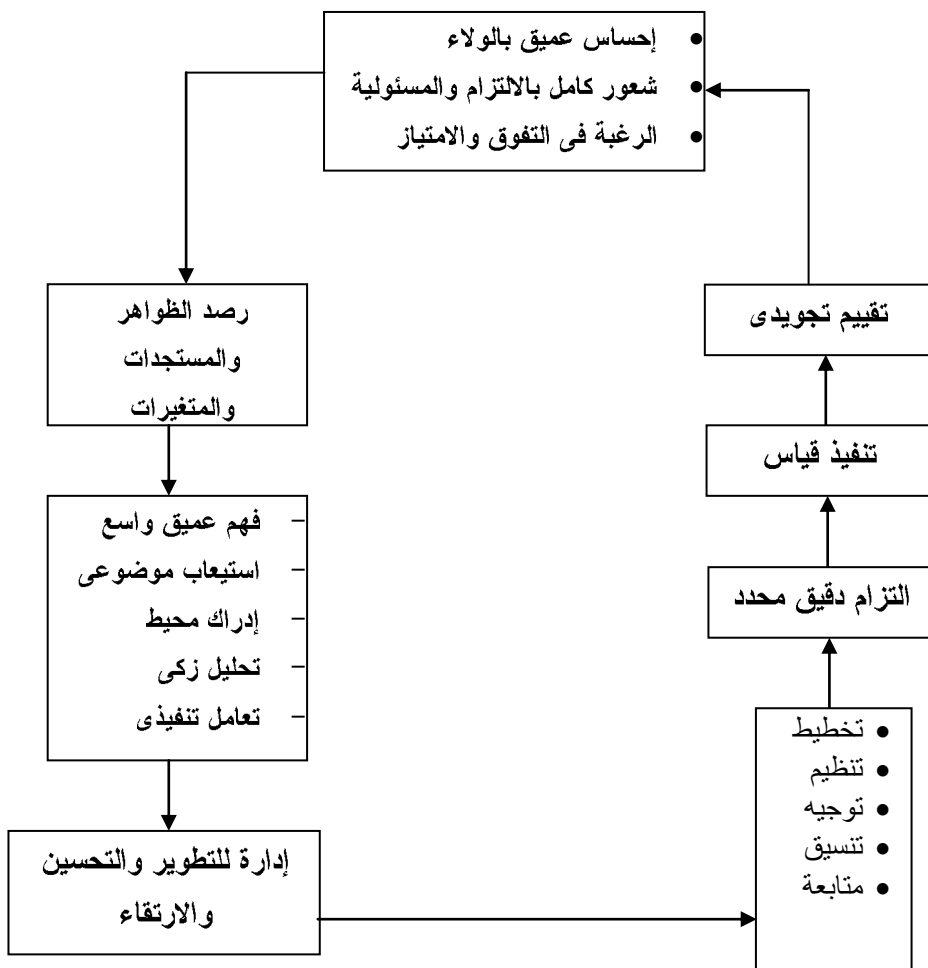 • إحساس عميق بالولاء
• شعور كامل بالالتزام والمسئولية
• الرغبة فى التفوق والامتياز
رصد الظواهر
والمستجدات
والمتغيرات
– فهم عميق واسع
– استيعاب موضوعى
– إدراك محيط
– تحليل زكى
– تعامل تنفيذى
إدارة للتطوير والتحسين
والارتقاء
• تخطيط
• تنظيم
• توجيه
• تنسيق
• متابعة
التزام دقيق محدد
تنفيذ قياس
تقييم تجويدى